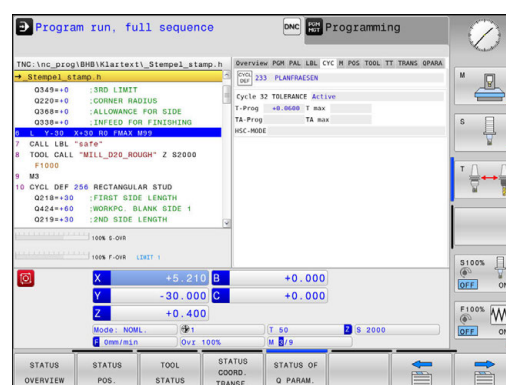 Program run, full sequence
DNC
PGM MGT
Programming
TNC:\nc_prog\BHB\Klartext\_Stempel_stamp.h
→_Stempel_stamp.h
Q349=+0 ;3RD LIMIT
Q220=+0 ;CORNER RADIUS
Q368=+0 ;ALLOWANCE FOR SIDE
Q338=+0 ;INFEED FOR FINISHING
6 L Y-30 X+30 R0 FMAX M99
7 CALL LBL "safe"
8 TOOL CALL "MILL_D20_ROUGH" Z S2000
F1000
9 M3
10 CYCL DEF 256 RECTANGULAR STUD
Q218=+30 ;FIRST SIDE LENGTH
Q424=+60 ;WORKPC. BLANK SIDE 1
Q219=+30 ;2ND SIDE LENGTH
Overview PGM PAL LBL CYC M POS TOOL TT TRANS QPARA
CYCL DEF 233 PLANFRAESEN
Cycle 32 TOLERANCE Active
T-Prog +0.0600 T max
TA-Prog TA max
HSC-MODE
100% S-OVR
100% F-OVR LIMIT 1
X +5.210 B +0.000
Y -30.000 C +0.000
Z +0.400
Mode: NOML. 1 T 50 Z S 2000
F 0mm/min Ovr 100% M 3/9
M
S
T
S100%
OFF ON
F100%
OFF ON
STATUS OVERVIEW
STATUS POS.
TOOL STATUS
STATUS COORD. TRANSF.
STATUS OF Q PARAM.